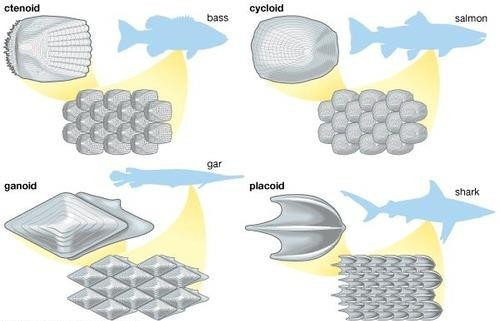 ctenoid
bass
cycloid
salmon
ganoid
gar
placoid
shark